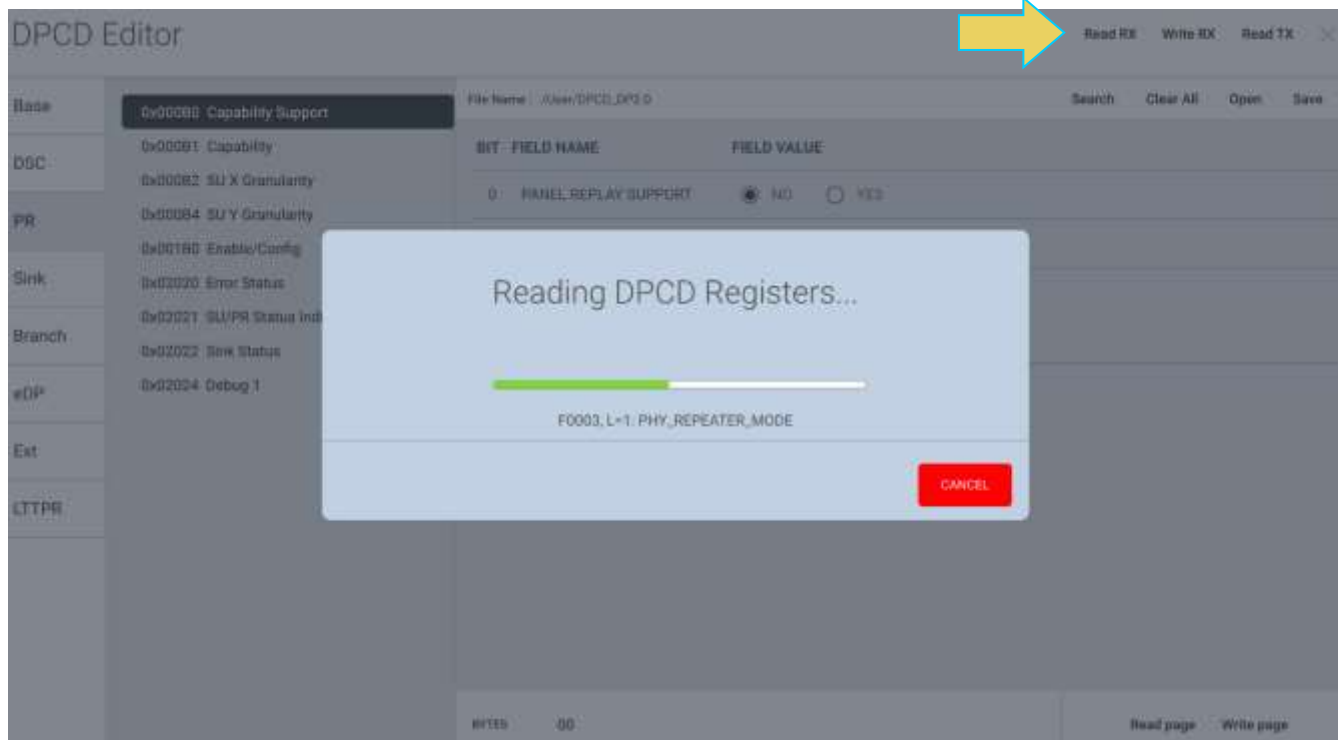 DPCD Editor
Read RX Write RX Read TX
Base
DSC
PR
Sink
Branch
eDP
Ext
LTTPR
0x000B0 Capability Support
0x000B1 Capability
0x000B2 SU X Granularity
0x000B4 SU Y Granularity
0x001B0 Enable/Config
0x02020 Error Status
0x02021 SU/PR Status Ind
0x02022 Sink Status
0x02024 Debug 1
File Name : /User/DPCD_DP2.0
Search Clear All Open Save
BIT FIELD NAME FIELD VALUE
0 PANEL REPLAY SUPPORT NO YES
Reading DPCD Registers...
F0003, L=1: PHY_REPEATER_MODE
CANCEL
BYTES 00
Read page Write page